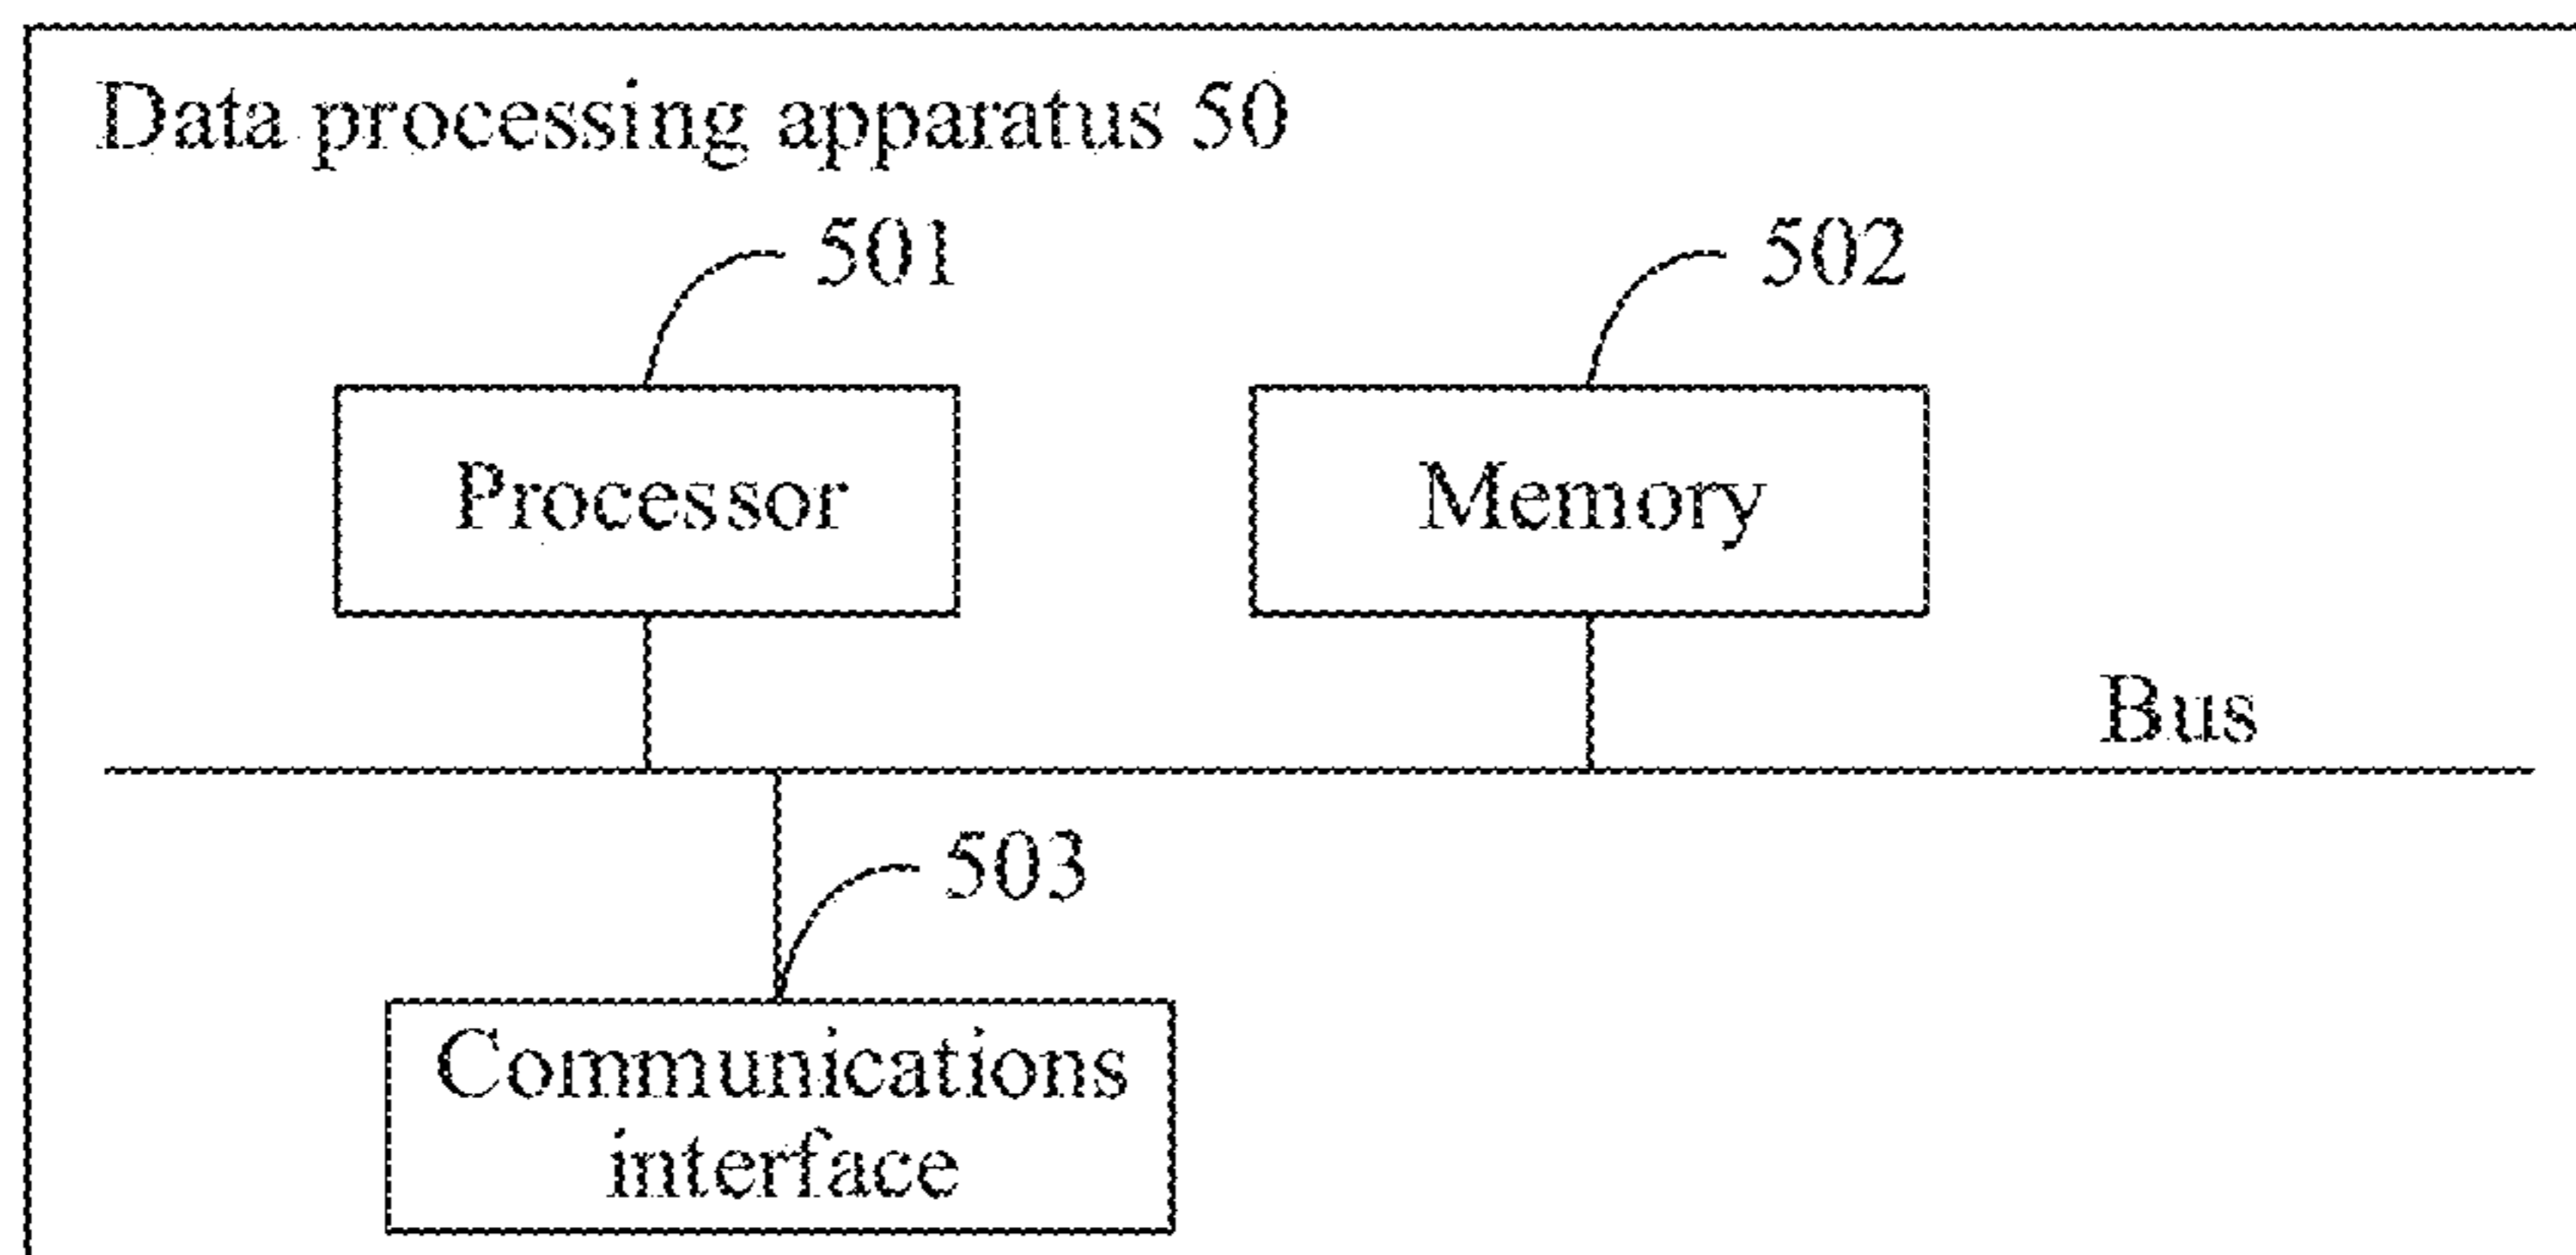 Data processing apparatus 50
501
502
Processor
Memory
Bus
503
Communications
interface